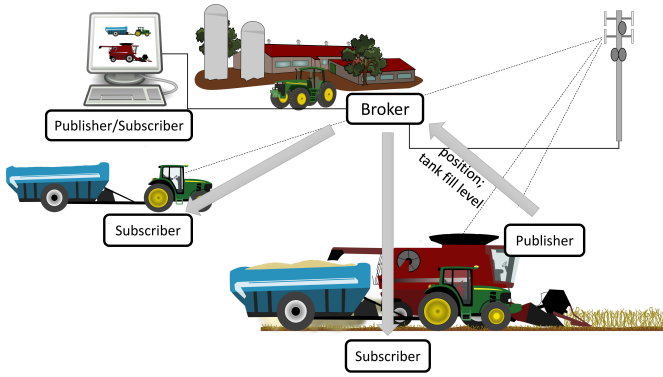 Publisher/Subscriber
Broker
position;
tank fill level
Subscriber
Publisher
Subscriber